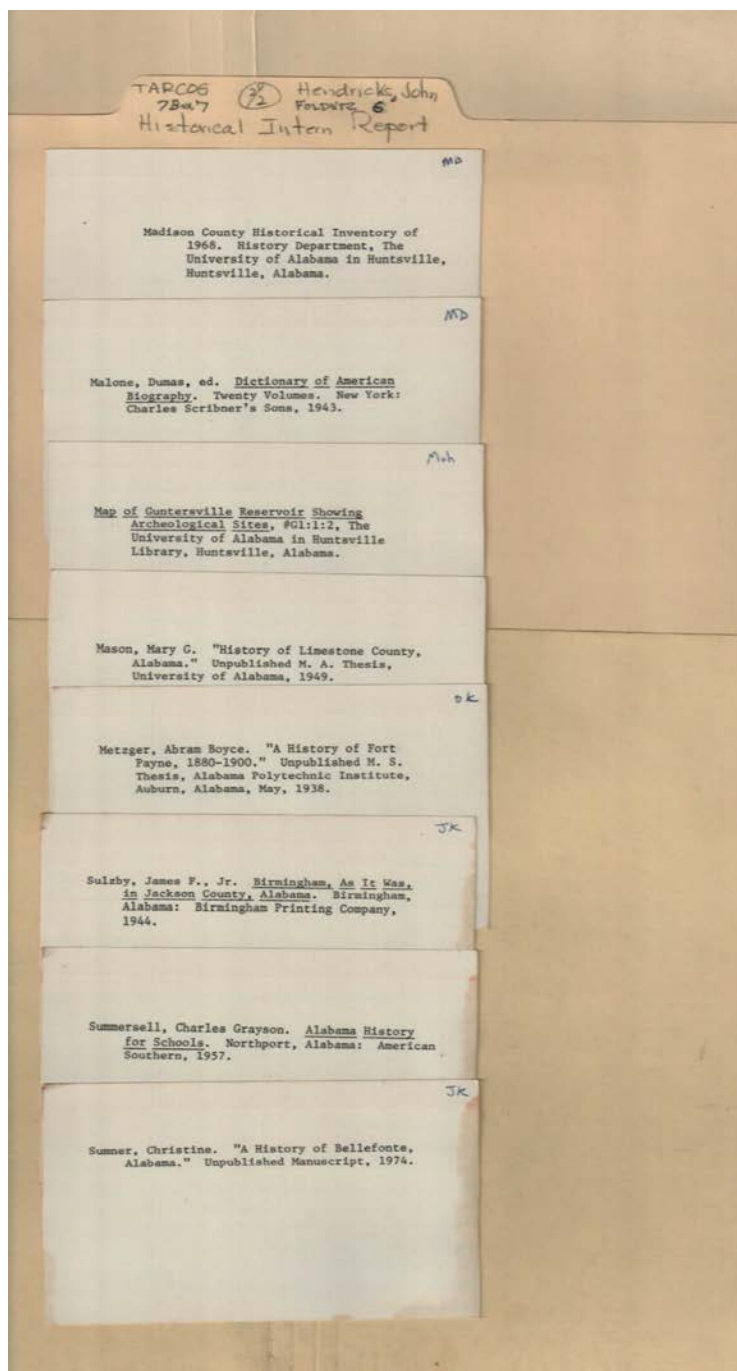 TARCOG Hendricks, John
Folder 6
Historical Intern Report
MD
Madison County Historical Inventory of
1968. History Department, The
University of Alabama in Huntsville,
Huntsville, Alabama.
MD
Malone, Dumas, ed. Dictionary of American
Biography. Twenty Volumes. New York:
Charles Scribner's Sons, 1943.
Map of Guntersville Reservoir Showing
Archeological Sites, #G1:1:2, The
University of Alabama in Huntsville
Library, Huntsville, Alabama.
Mason, Mary G. "History of Limestone County,
Alabama." Unpublished M. A. Thesis,
University of Alabama, 1949.
DK
Metzger, Abram Boyce. "A History of Fort
Payne, 1880-1900." Unpublished M. S.
Thesis, Alabama Polytechnic Institute,
Auburn, Alabama, May, 1938.
JK
Sulzby, James F., Jr. Birmingham, As It Was,
in Jackson County, Alabama. Birmingham,
Alabama: Birmingham Printing Company,
1944.
Summersell, Charles Grayson. Alabama History
for Schools. Northport, Alabama: American
Southern, 1957.
JK
Sumner, Christine. "A History of Bellefonte,
Alabama." Unpublished Manuscript, 1974.